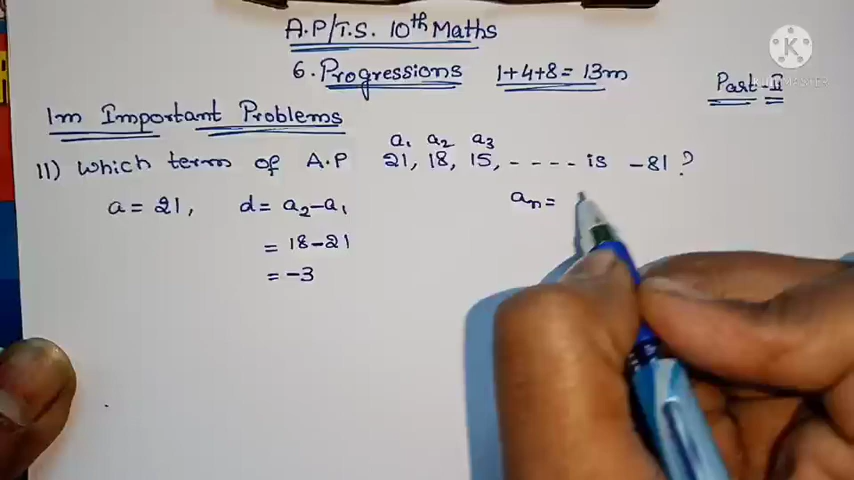 A.P/T.S. 10th Maths
6. Progressions 1+4+8 = 13m
Part-II
1m Important Problems
a₁ a₂ a₃
11) Which term of A.P 21, 18, 15, ---- is -81?
a = 21, d = a₂-a₁ aₙ =
= 18-21
= -3
K
KINEMASTER